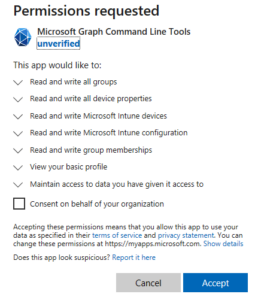 Permissions requested
Microsoft Graph Command Line Tools
unverified
This app would like to:
Read and write all groups
Read and write all device properties
Read and write Microsoft Intune devices
Read and write Microsoft Intune configuration
Read and write group memberships
View your basic profile
Maintain access to data you have given it access to
Consent on behalf of your organization
Accepting these permissions means that you allow this app to use your
data as specified in their terms of service and privacy statement. You can
change these permissions at https://myapps.microsoft.com. Show details
Does this app look suspicious? Report it here
Cancel
Accept